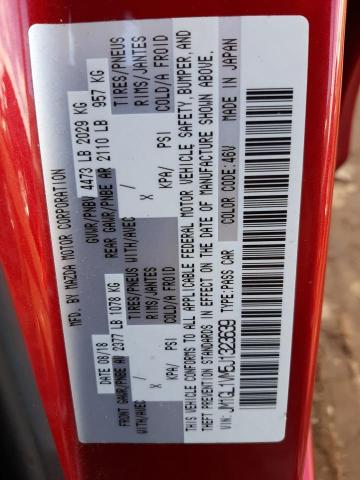 MFD. BY MAZDA MOTOR CORPORATION
DATE 08/18 GVWR/PNBV 4473 LB 2029 KG
FRONT GAWR/PNBE AV 2377 LB 1078 KG REAR GAWR/PNBE AR 2110 LB 957 KG
WITH/AVEC TIRES/PNEUS WITH/AVEC TIRES/PNEUS
/ X RIMS/JANTES / X RIMS/JANTES
KPA/ PSI COLD/A FROID KPA/ PSI COLD/A FROID
THIS VEHICLE CONFORMS TO ALL APPLICABLE FEDERAL MOTOR VEHICLE SAFETY, BUMPER, AND
THEFT PREVENTION STANDARDS IN EFFECT ON THE DATE OF MANUFACTURE SHOWN ABOVE.
VIN: JM1GL1VM5J1323639 TYPE: PASS CAR COLOR CODE: 46V MADE IN JAPAN